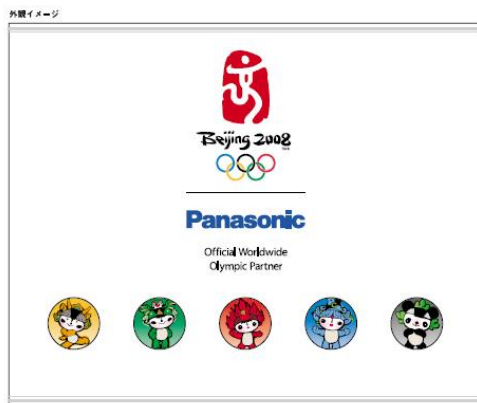 外観イメージ
Beijing 2008
Panasonic
Official Worldwide
Olympic Partner